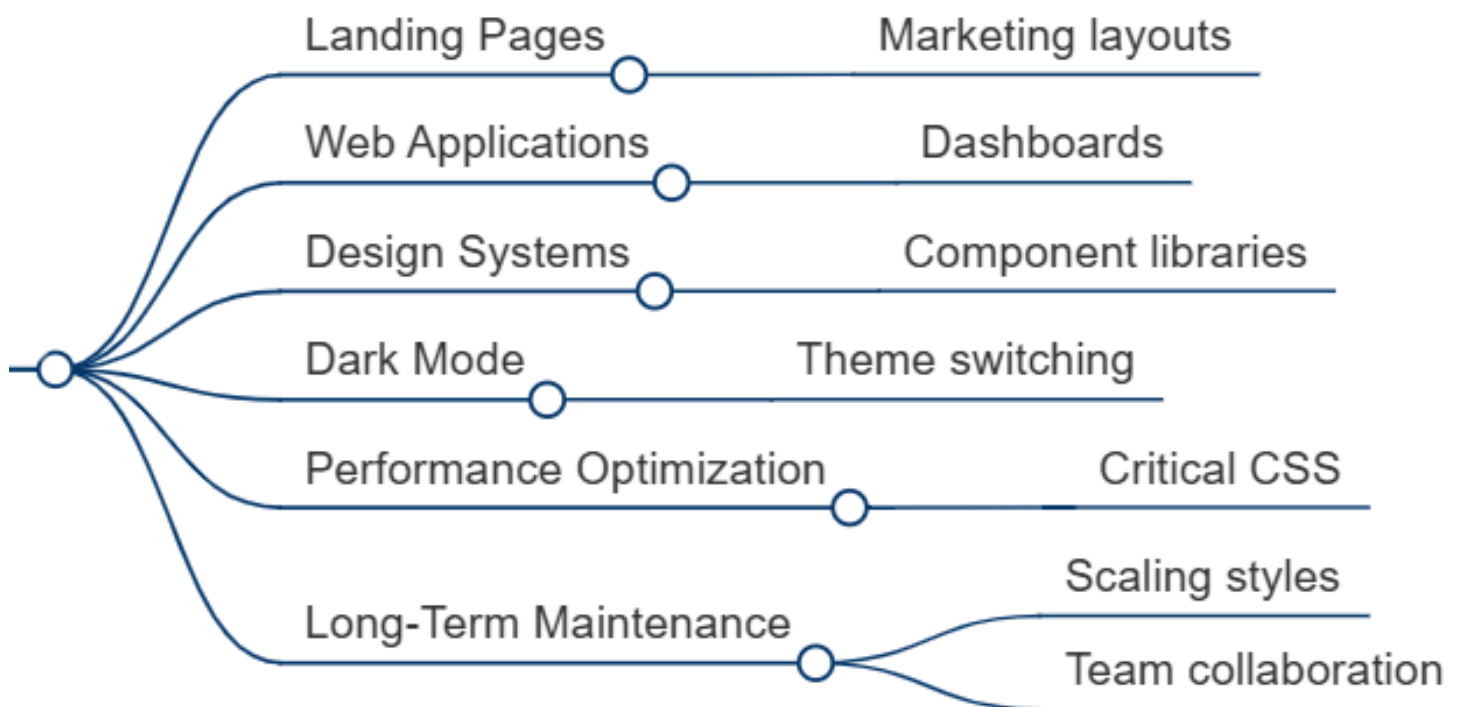 Landing Pages
Marketing layouts
Web Applications
Dashboards
Design Systems
Component libraries
Dark Mode
Theme switching
Performance Optimization
Critical CSS
Long-Term Maintenance
Scaling styles
Team collaboration